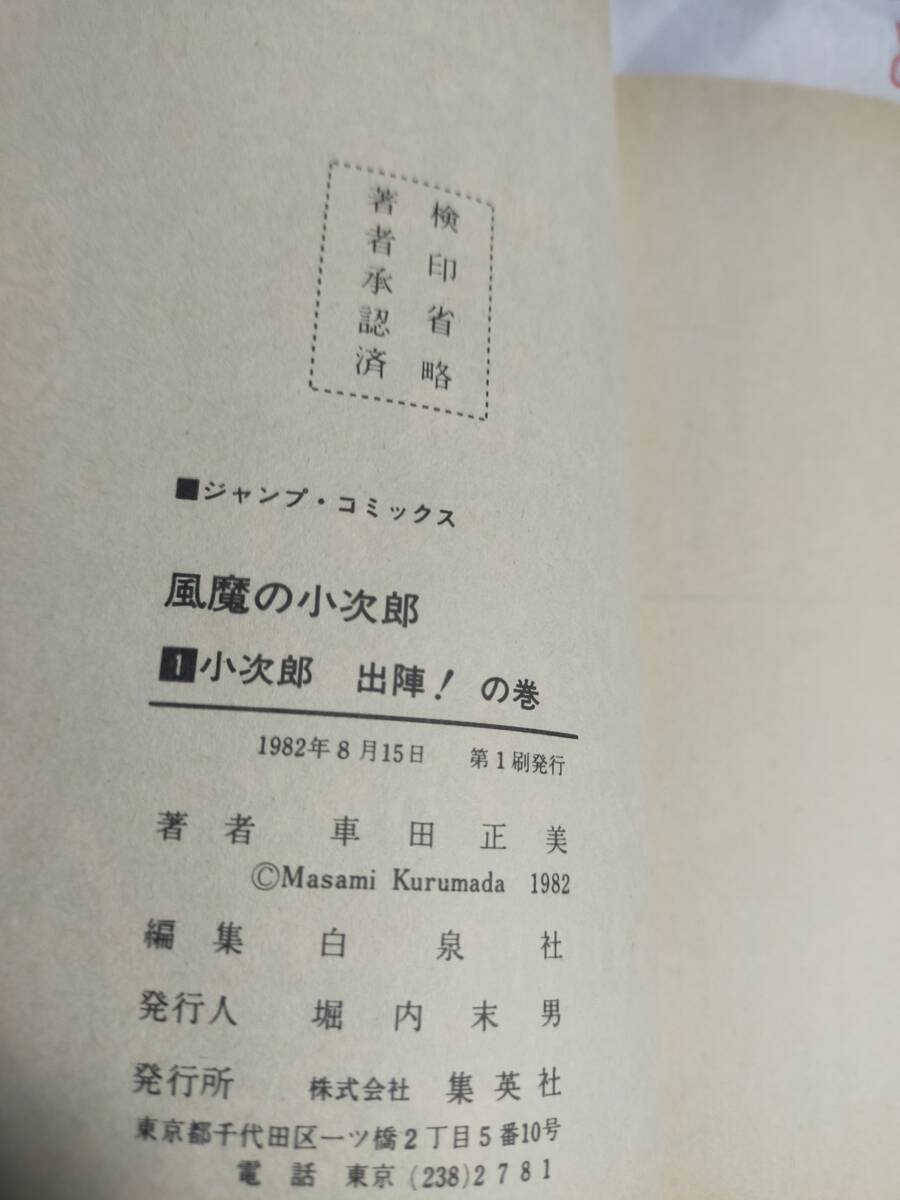 検印省略
著者承認済
■ジャンプ・コミックス
風魔の小次郎
1小次郎 出陣！の巻
1982年8月15日 第1刷発行
著者 車田正美
©Masami Kurumada 1982
編集 白泉社
発行人 堀内末男
発行所 株式会社 集英社
東京都千代田区一ツ橋2丁目5番10号
電話 東京(238)2781